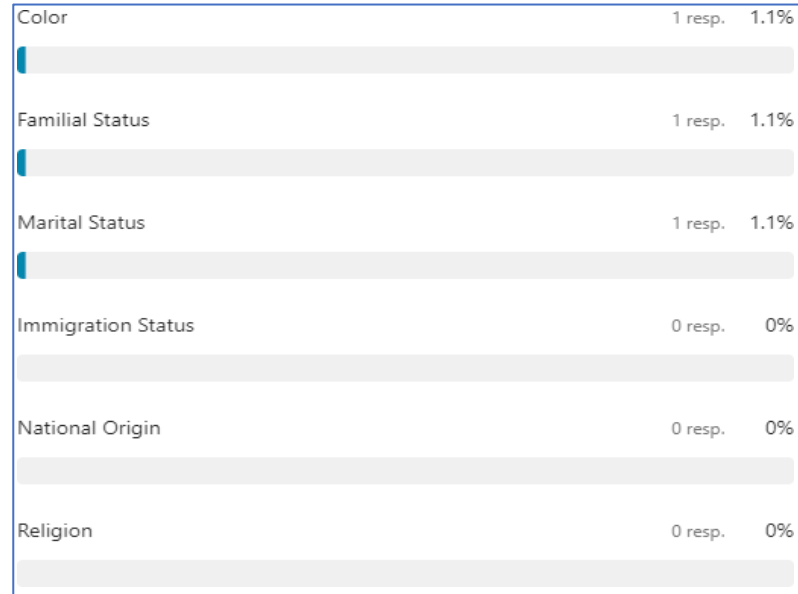 Color 1 resp. 1.1%
Familial Status 1 resp. 1.1%
Marital Status 1 resp. 1.1%
Immigration Status 0 resp. 0%
National Origin 0 resp. 0%
Religion 0 resp. 0%